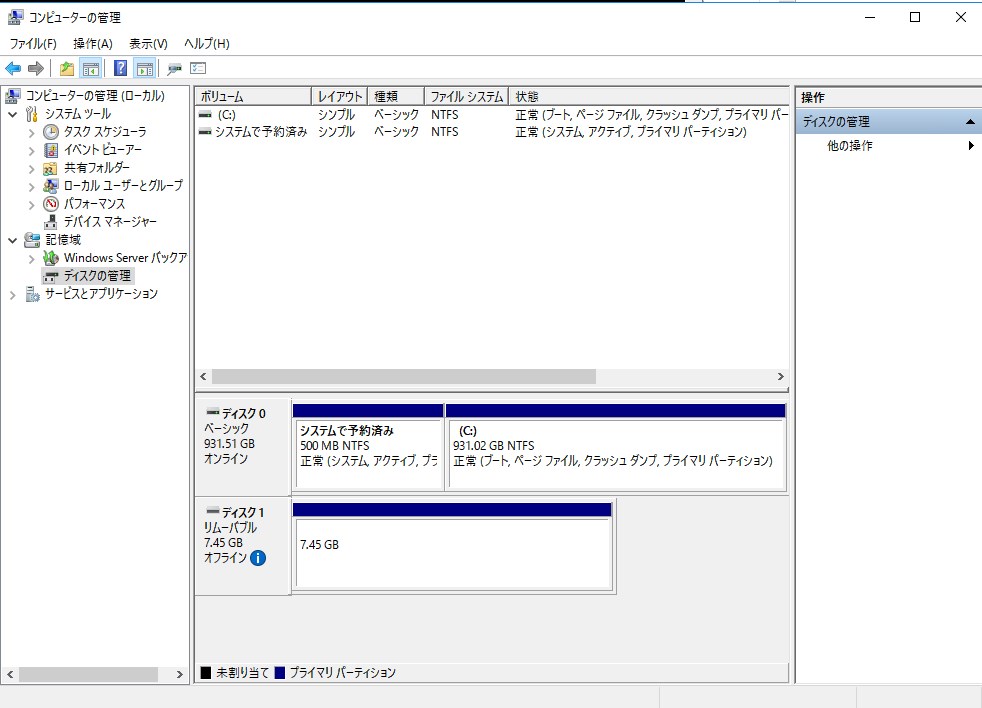 コンピューターの管理
ファイル(F) 操作(A) 表示(V) ヘルプ(H)
コンピューターの管理 (ローカル)
システム ツール
タスク スケジューラ
イベント ビューアー
共有フォルダー
ローカル ユーザーとグループ
パフォーマンス
デバイス マネージャー
記憶域
Windows Server バックア
ディスクの管理
サービスとアプリケーション
ボリューム レイアウト 種類 ファイル システム 状態
(C:) シンプル ベーシック NTFS 正常 (ブート, ページ ファイル, クラッシュ ダンプ, プライマリ パー
システムで予約済み シンプル ベーシック NTFS 正常 (システム, アクティブ, プライマリ パーティション)
ディスク 0
ベーシック
931.51 GB
オンライン
システムで予約済み
500 MB NTFS
正常 (システム, アクティブ, プラ
(C:)
931.02 GB NTFS
正常 (ブート, ページ ファイル, クラッシュ ダンプ, プライマリ パーティション)
ディスク 1
リムーバブル
7.45 GB
オフライン
7.45 GB
未割り当て プライマリ パーティション
操作
ディスクの管理
他の操作